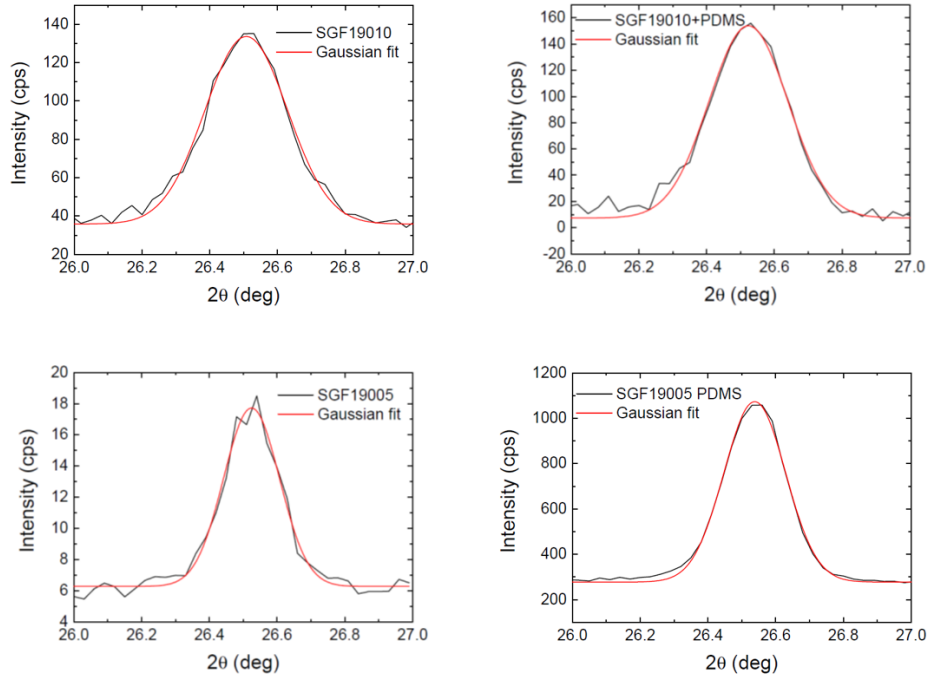 140
120
100
80
60
40
20
Intensity (cps)
SGF19010
Gaussian fit
26.0 26.2 26.4 26.6 26.8 27.0
2θ (deg)
160
140
120
100
80
60
40
20
0
-20
Intensity (cps)
SGF19010+PDMS
Gaussian fit
26.0 26.2 26.4 26.6 26.8 27.0
2θ (deg)
20
18
16
14
12
10
8
6
4
Intensity (cps)
SGF19005
Gaussian fit
26.0 26.2 26.4 26.6 26.8 27.0
2θ (deg)
1200
1000
800
600
400
200
Intensity (cps)
SGF19005 PDMS
Gaussian fit
26.0 26.2 26.4 26.6 26.8 27.0
2θ (deg)